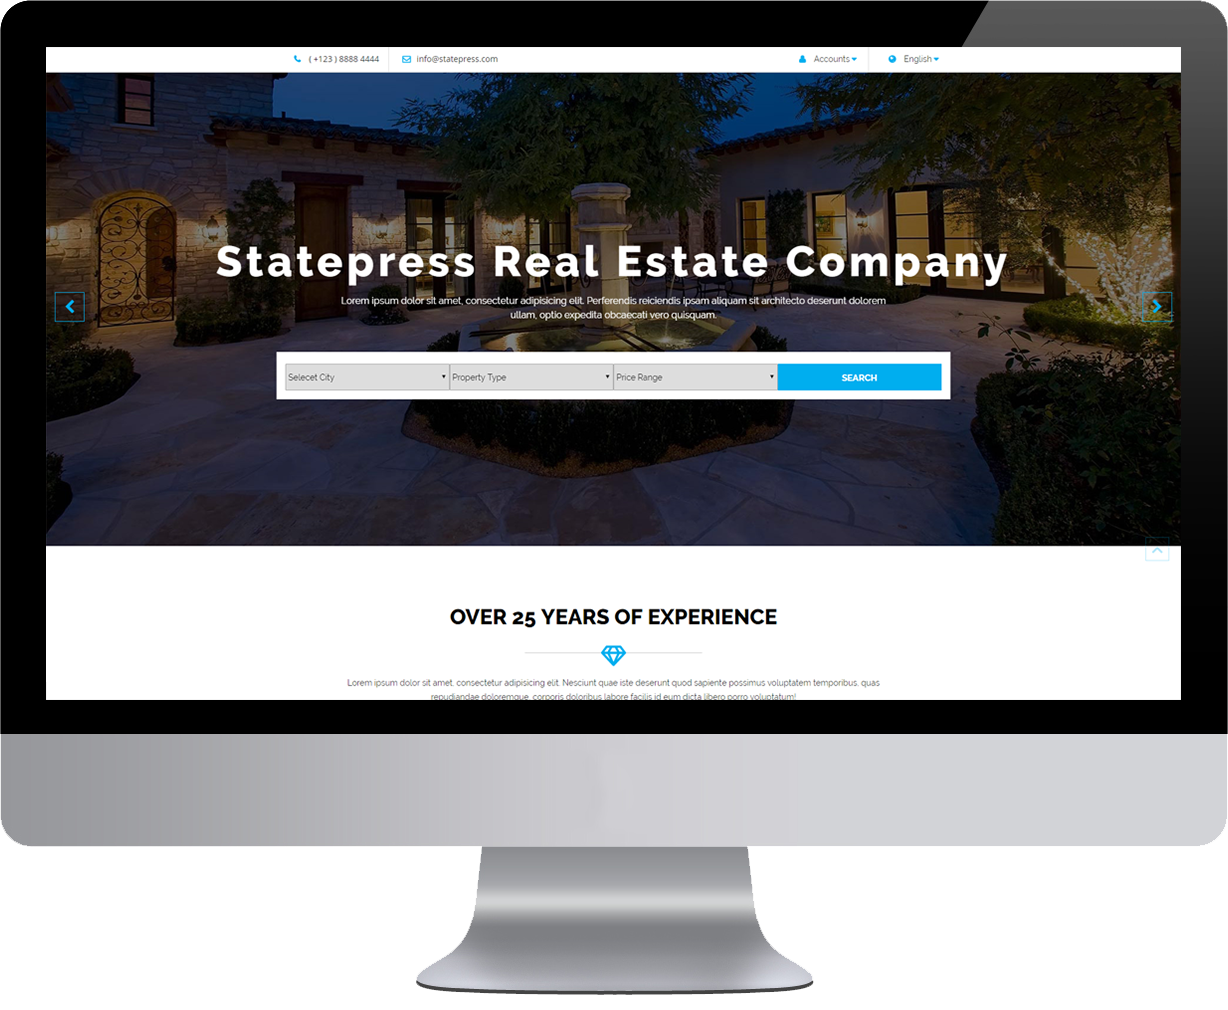 ( +123 ) 8888 4444 info@statepress.com Accounts English
Statepress Real Estate Company
Lorem ipsum dolor sit amet, consectetur adipisicing elit. Perferendis reiciendis ipsam aliquam sit architecto deserunt dolorem
ullam, optio expedita obcaecati vero quisquam.
Selecet City Property Type Price Range SEARCH
OVER 25 YEARS OF EXPERIENCE
Lorem ipsum dolor sit amet, consectetur adipisicing elit. Nesciunt quae iste deserunt quod sapiente possimus voluptatem temporibus, quas
repudiandae doloremque, corporis doloribus labore facilis id eum dicta libero porro voluptatum!